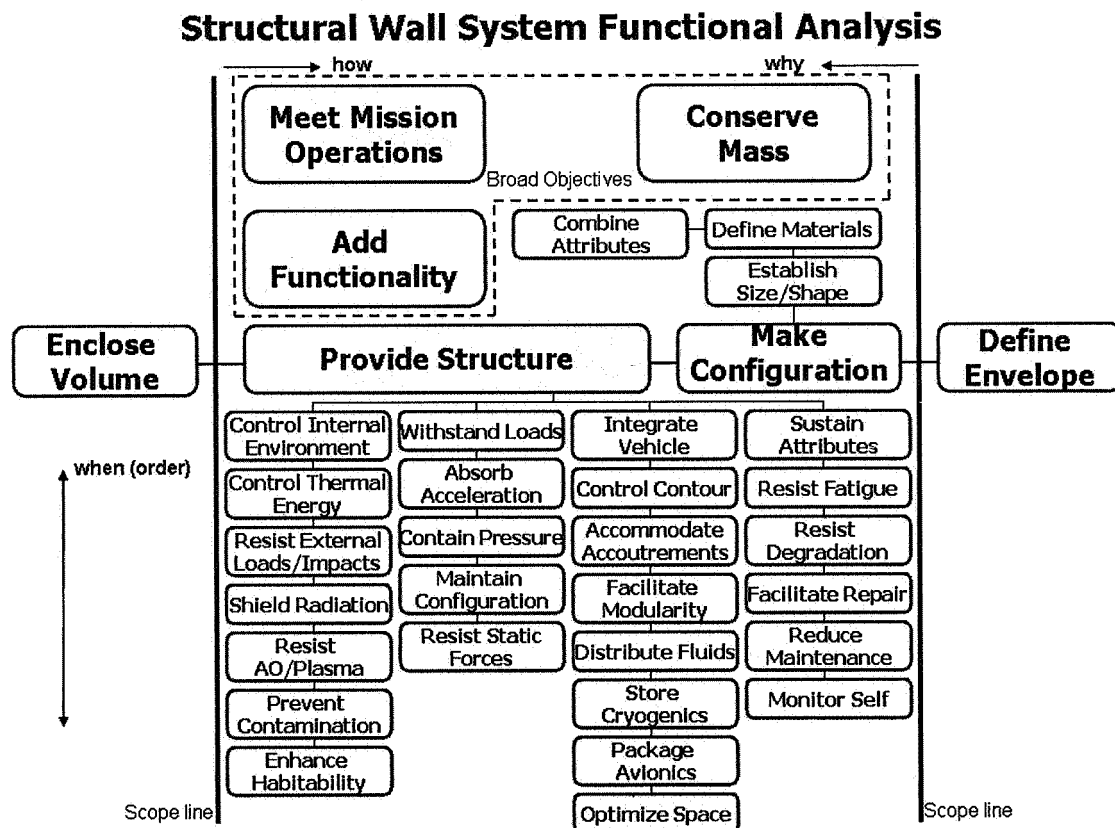 Structural Wall System Functional Analysis
how
why
Meet Mission
Operations
Conserve
Mass
Broad Objectives
Add
Functionality
Combine
Attributes
Define Materials
Establish
Size/Shape
Enclose
Volume
Provide Structure
Make
Configuration
Define
Envelope
when (order)
Control Internal
Environment
Control Thermal
Energy
Resist External
Loads/Impacts
Shield Radiation
Resist
AO/Plasma
Prevent
Contamination
Enhance
Habitability
Withstand Loads
Absorb
Acceleration
Contain Pressure
Maintain
Configuration
Resist Static
Forces
Integrate
Vehicle
Control Contour
Accommodate
Accoutrements
Facilitate
Modularity
Distribute Fluids
Store
Cryogenics
Package
Avionics
Optimize Space
Sustain
Attributes
Resist Fatigue
Resist
Degradation
Facilitate Repair
Reduce
Maintenance
Monitor Self
Scope line
Scope line